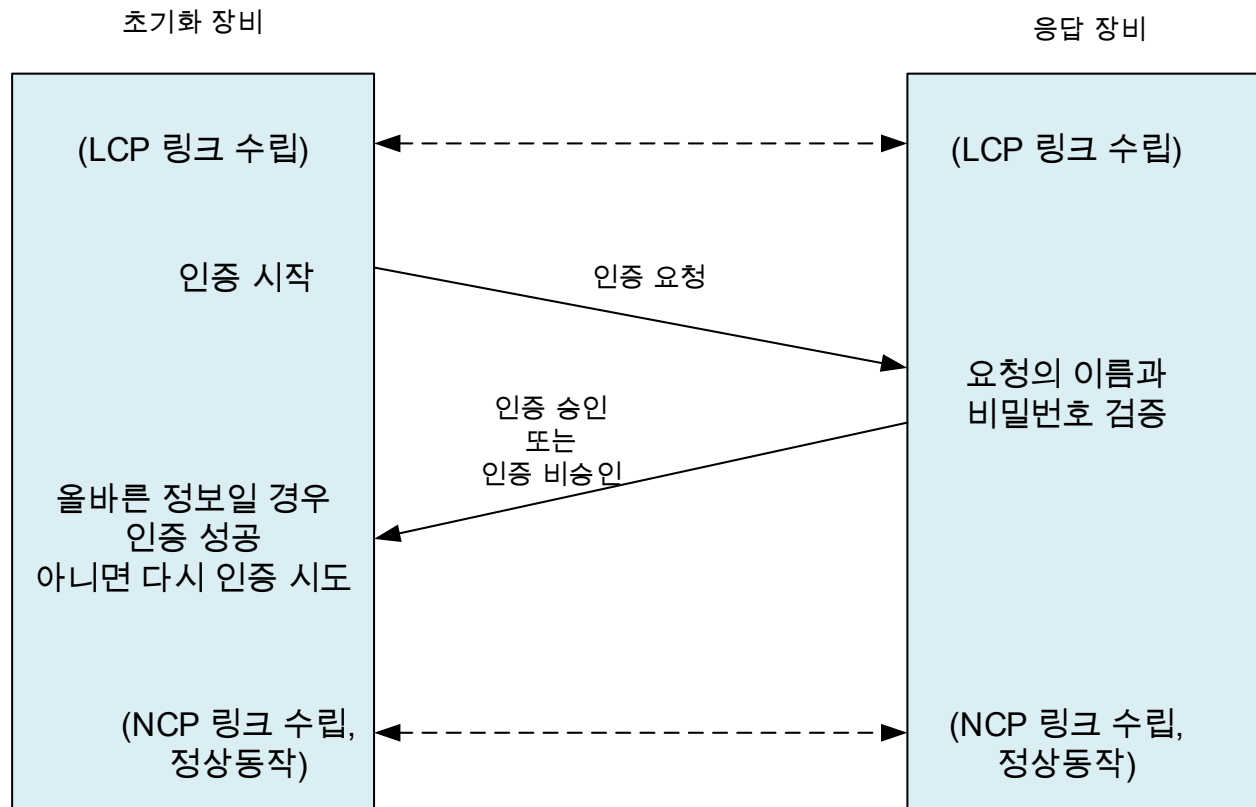 초기화 장비
응답 장비
(LCP 링크 수립)
(LCP 링크 수립)
인증 시작
인증 요청
요청의 이름과
비밀번호 검증
인증 승인
또는
인증 비승인
올바른 정보일 경우
인증 성공
아니면 다시 인증 시도
(NCP 링크 수립,
정상동작)
(NCP 링크 수립,
정상동작)